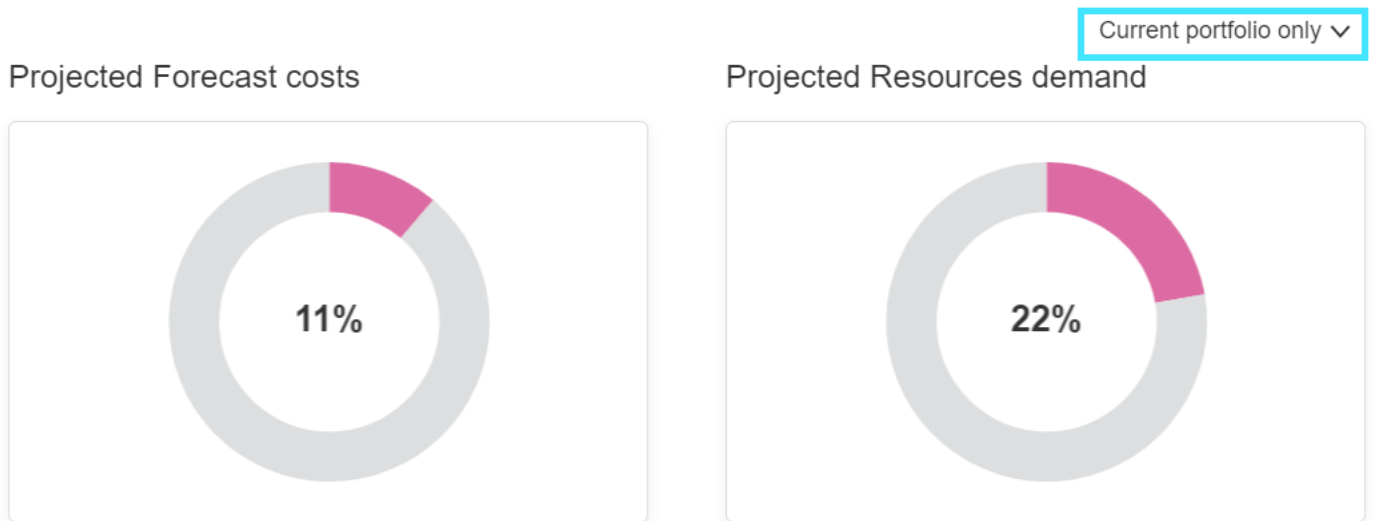 Current portfolio only
Projected Forecast costs
Projected Resources demand
11%
22%